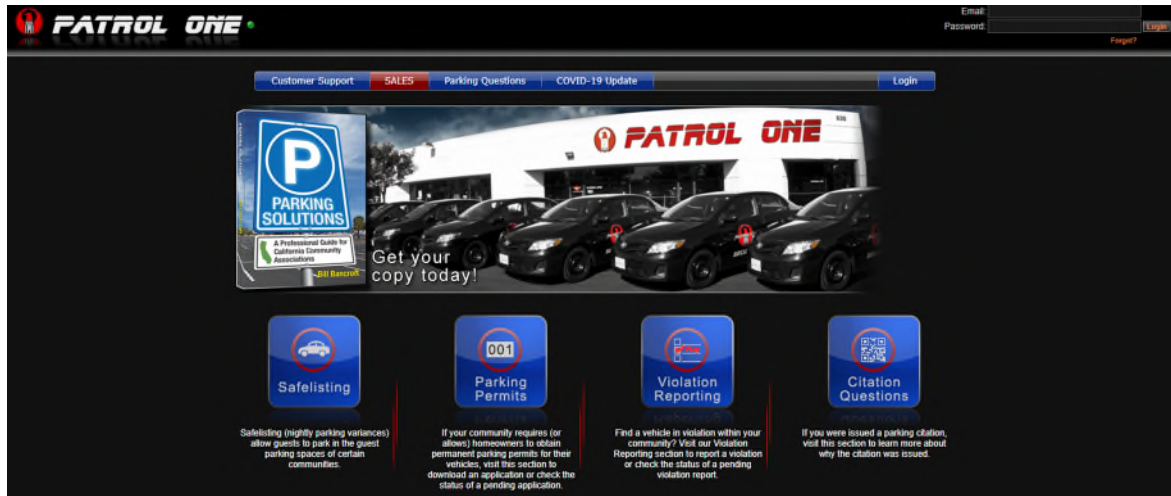 PATROL ONE
Email:
Password:
Login
Forgot?
Customer Support SALES Parking Questions COVID-19 Update Login
P
PARKING
SOLUTIONS
A Professional Guide for
California Community
Associations
Bill Bancroft
PATROL ONE
Get your
copy today!
Safelisting
Safelisting (nightly parking variances)
allow guests to park in the guest
parking spaces of certain
communities.
001
Parking
Permits
If your community requires (or
allows) homeowners to obtain
permanent parking permits for their
vehicles, visit this section to
download an application or check the
status of a pending application.
Violation
Reporting
Find a vehicle in violation within your
community? Visit our Violation
Reporting section to report a violation
or check the status of a pending
violation report.
Citation
Questions
If you were issued a parking citation,
visit this section to learn more about
why the citation was issued.